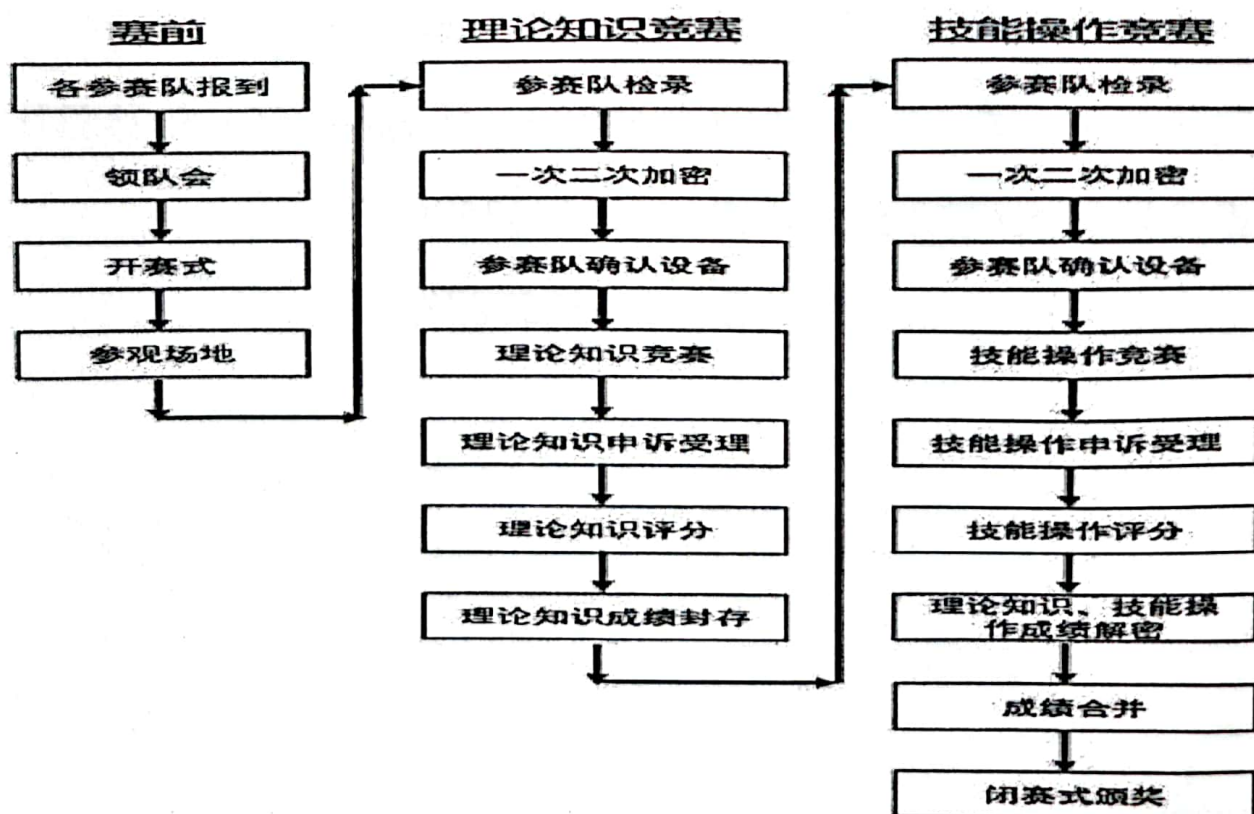 赛前
各参赛队报到
领队会
开赛式
参观场地
理论知识竞赛
参赛队检录
一次二次加密
参赛队确认设备
理论知识竞赛
理论知识申诉受理
理论知识评分
理论知识成绩封存
技能操作竞赛
参赛队检录
一次二次加密
参赛队确认设备
技能操作竞赛
技能操作申诉受理
技能操作评分
理论知识、技能操
作成绩解密
成绩合并
闭赛式颁奖